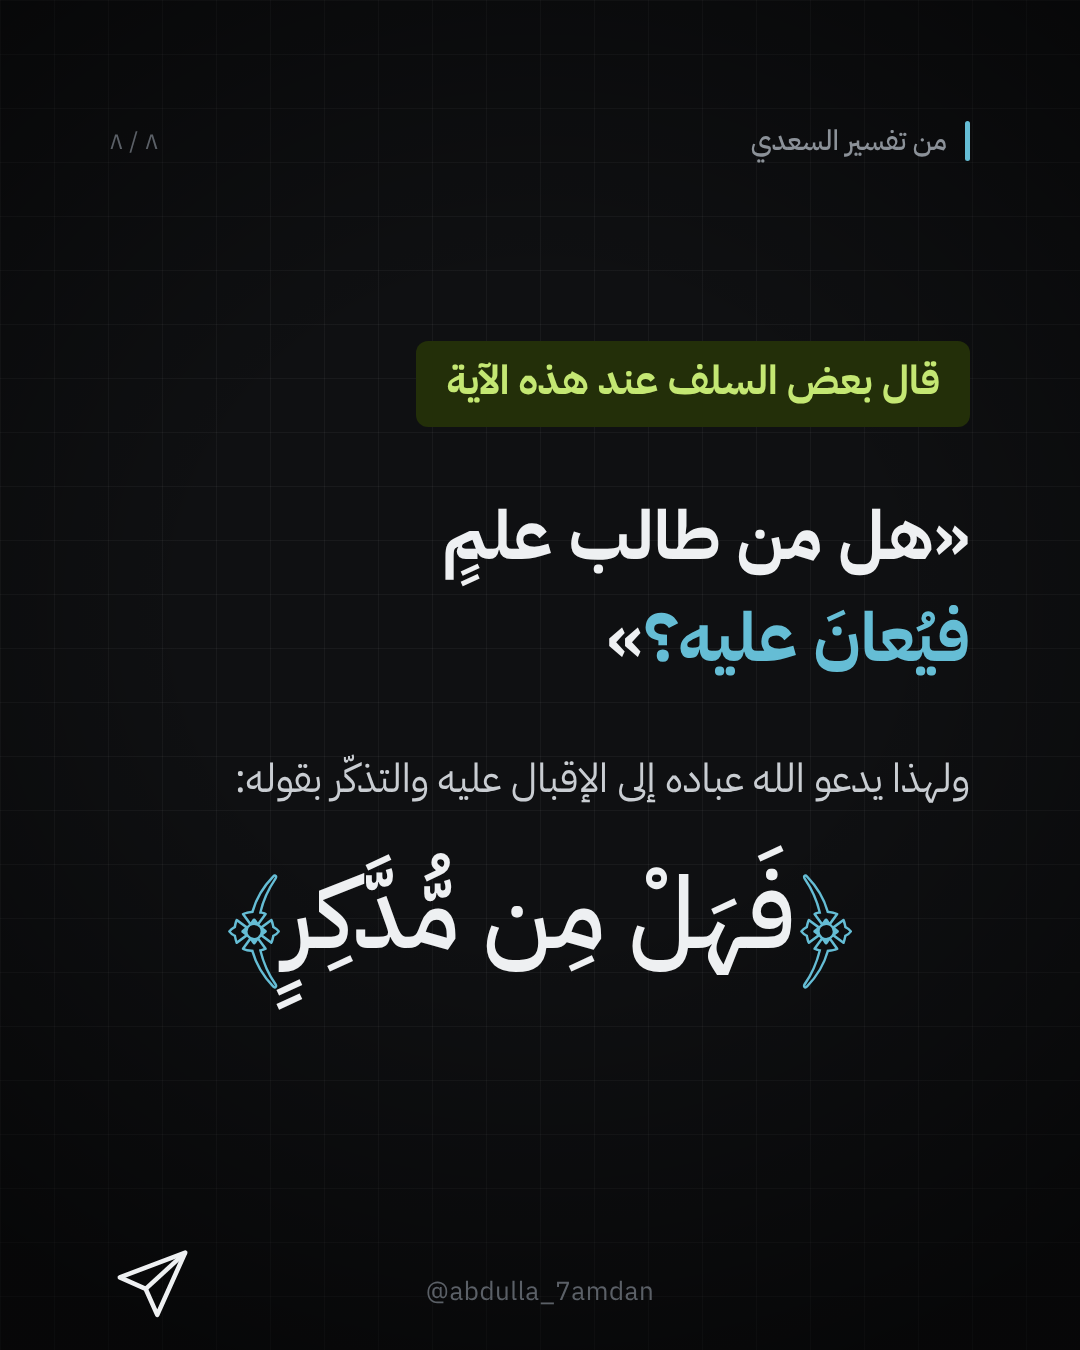 من تفسير السعدي
٨ / ٨
قال بعض السلف عند هذه الآية
«هل من طالب علمٍ
فيُعانَ عليه؟»
ولهذا يدعو الله عباده إلى الإقبال عليه والتذكّر بقوله:
﴿فَهَلْ مِن مُّدَّكِرٍ﴾
@abdulla_7amdan